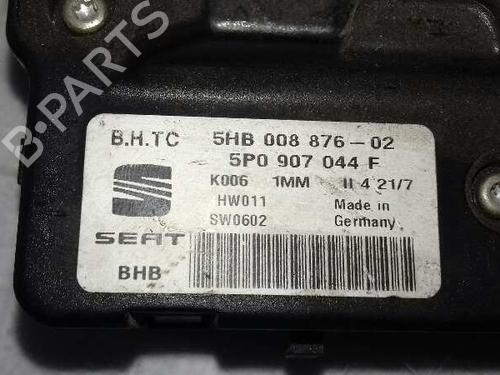 B-PARTS
B.H.TC 5HB 008 876-02
5P0 907 044 F
K006 1MM II 4 21/7
HW011 Made in
SW0602 Germany
SEAT
BHB